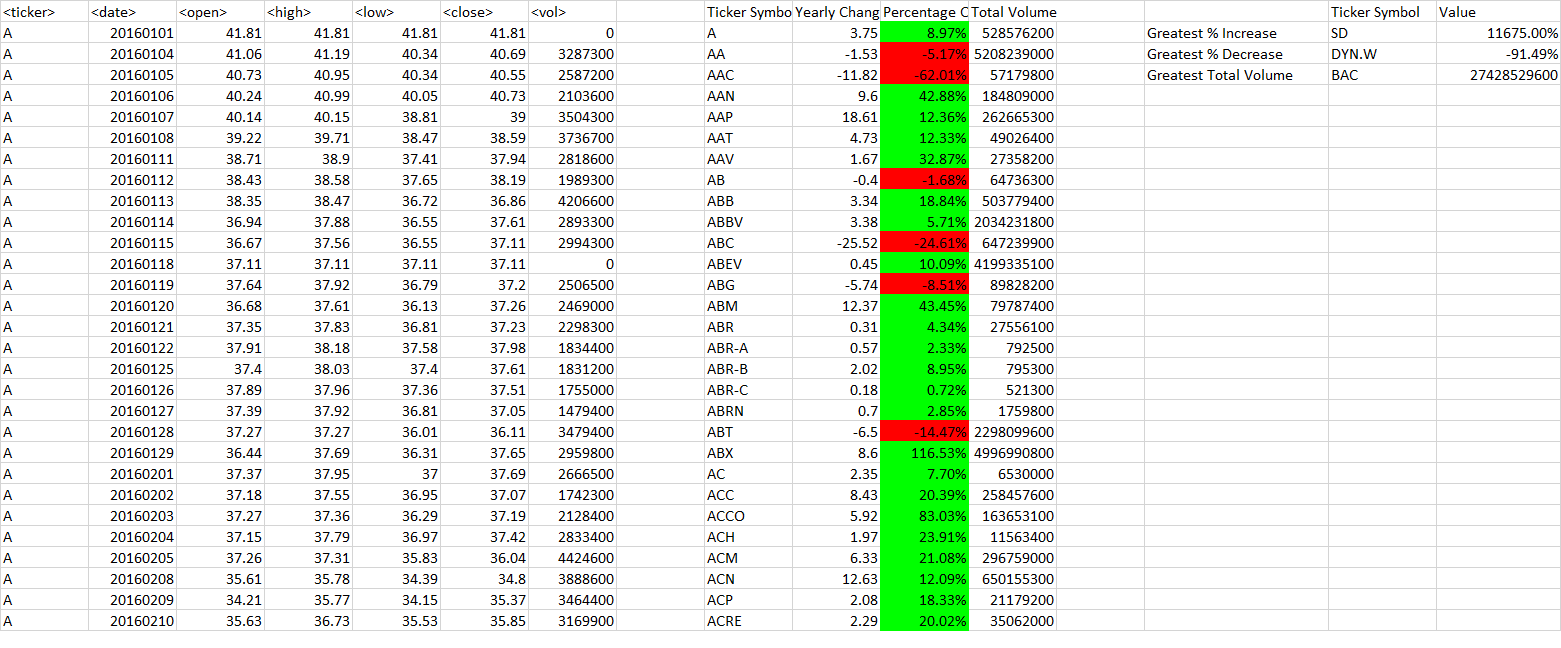 <ticker> <date> <open> <high> <low> <close> <vol> Ticker Symbo Yearly Chang Percentage C Total Volume Ticker Symbol Value
A 20160101 41.81 41.81 41.81 41.81 0 A 3.75 8.97% 528576200 Greatest % Increase SD 11675.00%
A 20160104 41.06 41.19 40.34 40.69 3287300 AA -1.53 -5.17% 5208239000 Greatest % Decrease DYN.W -91.49%
A 20160105 40.73 40.95 40.34 40.55 2587200 AAC -11.82 -62.01% 57179800 Greatest Total Volume BAC 27428529600
A 20160106 40.24 40.99 40.05 40.73 2103600 AAN 9.6 42.88% 184809000
A 20160107 40.14 40.15 38.81 39 3504300 AAP 18.61 12.36% 262665300
A 20160108 39.22 39.71 38.47 38.59 3736700 AAT 4.73 12.33% 49026400
A 20160111 38.71 38.9 37.41 37.94 2818600 AAV 1.67 32.87% 27358200
A 20160112 38.43 38.58 37.65 38.19 1989300 AB -0.4 -1.68% 64736300
A 20160113 38.35 38.47 36.72 36.86 4206600 ABB 3.34 18.84% 503779400
A 20160114 36.94 37.88 36.55 37.61 2893300 ABBV 3.38 5.71% 2034231800
A 20160115 36.67 37.56 36.55 37.11 2994300 ABC -25.52 -24.61% 647239900
A 20160118 37.11 37.11 37.11 37.11 0 ABEV 0.45 10.09% 4199335100
A 20160119 37.64 37.92 36.79 37.2 2506500 ABG -5.74 -8.51% 89828200
A 20160120 36.68 37.61 36.13 37.26 2469000 ABM 12.37 43.45% 79787400
A 20160121 37.35 37.83 36.81 37.23 2298300 ABR 0.31 4.34% 27556100
A 20160122 37.91 38.18 37.58 37.98 1834400 ABR-A 0.57 2.33% 792500
A 20160125 37.4 38.03 37.4 37.61 1831200 ABR-B 2.02 8.95% 795300
A 20160126 37.89 37.96 37.36 37.51 1755000 ABR-C 0.18 0.72% 521300
A 20160127 37.39 37.92 36.81 37.05 1479400 ABRN 0.7 2.85% 1759800
A 20160128 37.27 37.27 36.01 36.11 3479400 ABT -6.5 -14.47% 2298099600
A 20160129 36.44 37.69 36.31 37.65 2959800 ABX 8.6 116.53% 4996990800
A 20160201 37.37 37.95 37 37.69 2666500 AC 2.35 7.70% 6530000
A 20160202 37.18 37.55 36.95 37.07 1742300 ACC 8.43 20.39% 258457600
A 20160203 37.27 37.36 36.29 37.19 2128400 ACCO 5.92 83.03% 163653100
A 20160204 37.15 37.79 36.97 37.42 2833400 ACH 1.97 23.91% 11563400
A 20160205 37.26 37.31 35.83 36.04 4424600 ACM 6.33 21.08% 296759000
A 20160208 35.61 35.78 34.39 34.8 3888600 ACN 12.63 12.09% 650155300
A 20160209 34.21 35.77 34.15 35.37 3464400 ACP 2.08 18.33% 21179200
A 20160210 35.63 36.73 35.53 35.85 3169900 ACRE 2.29 20.02% 35062000